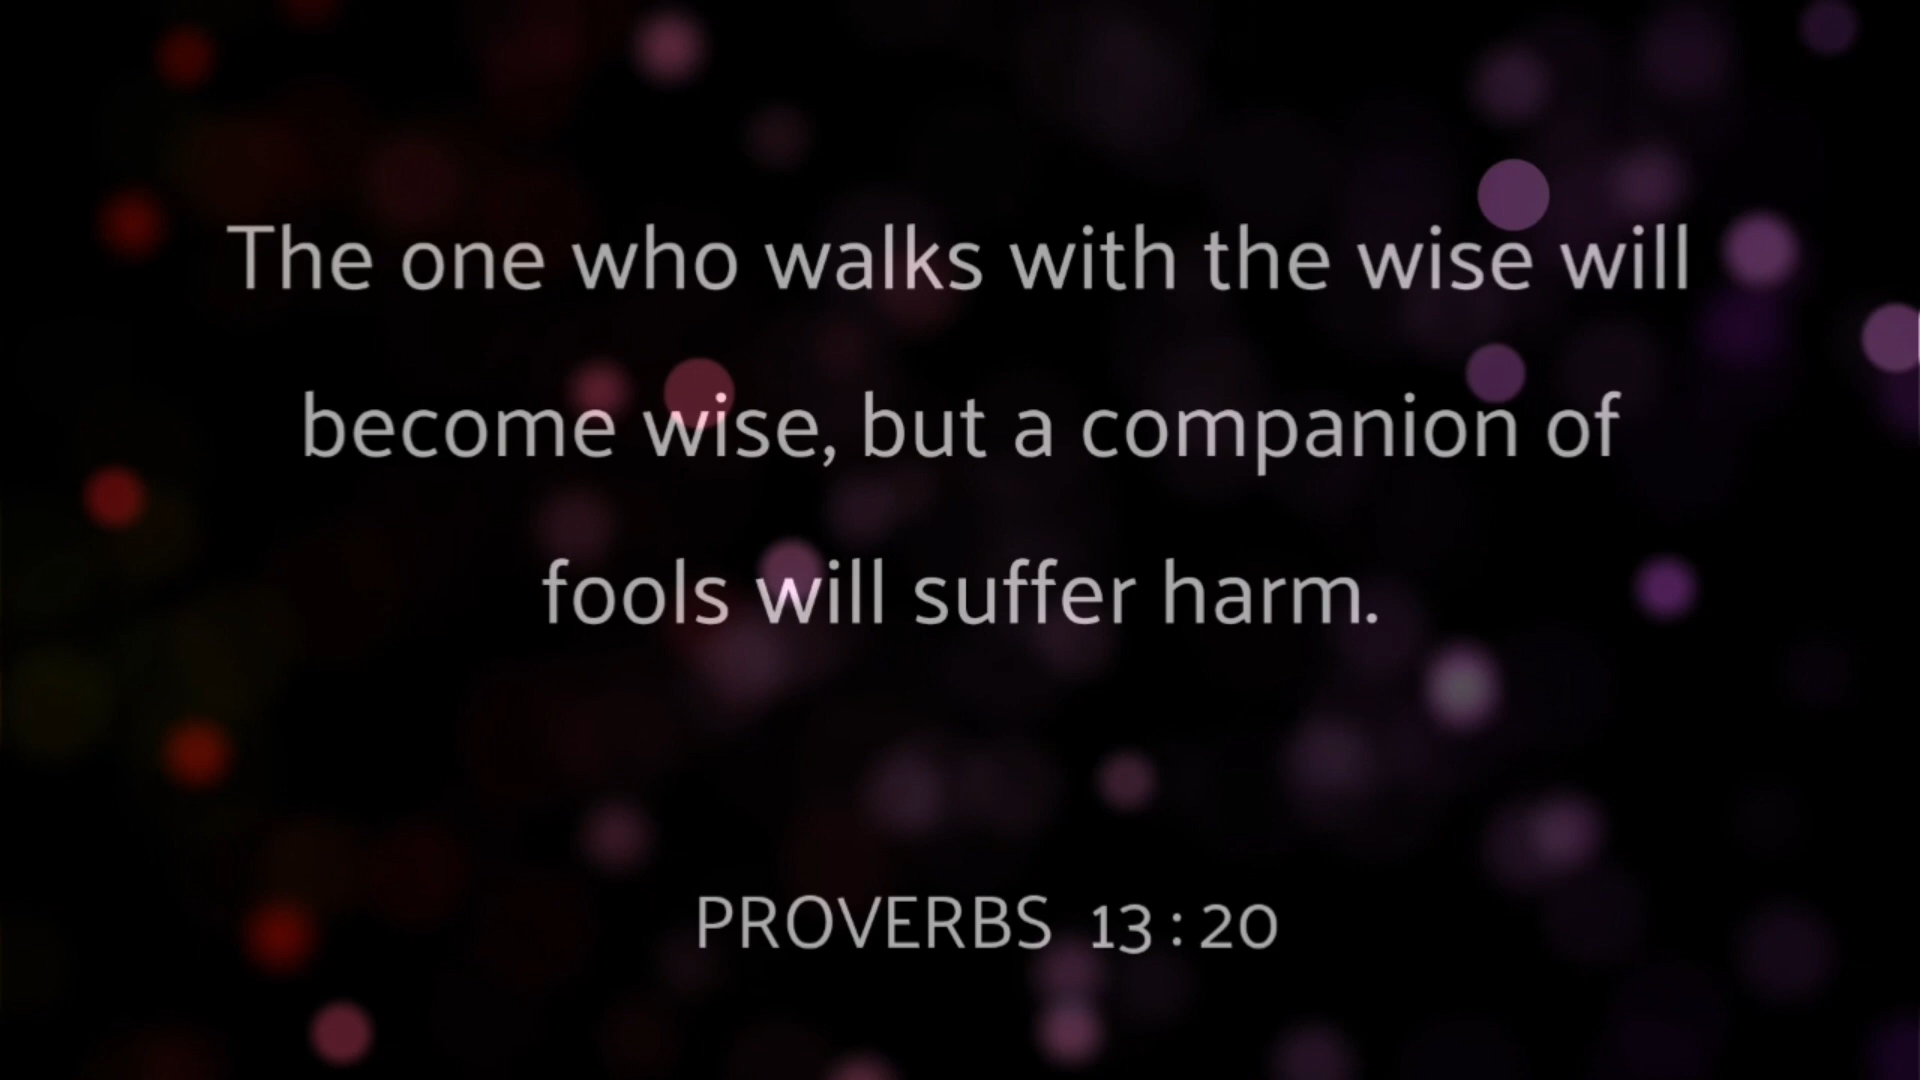 The one who walks with the wise will
become wise, but a companion of
fools will suffer harm.
PROVERBS 13:20